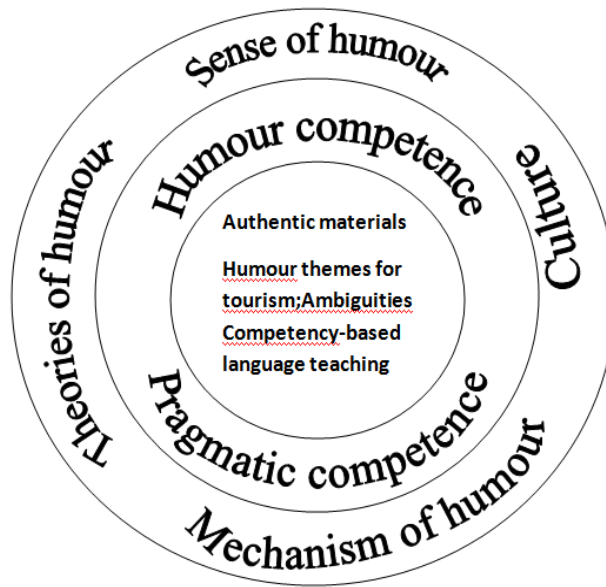 Sense of humour
Culture
Theories of humour
Mechanism of humour
Humour competence
Pragmatic competence
Authentic materials
Humour themes for
tourism;Ambiguities
Competency-based
language teaching